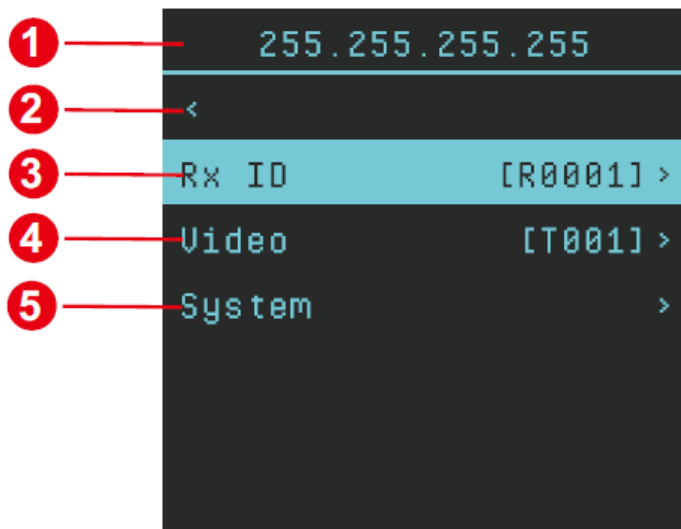 1 255.255.255.255
2 <
3 Rx ID [R0001] >
4 Video [T001] >
5 System >